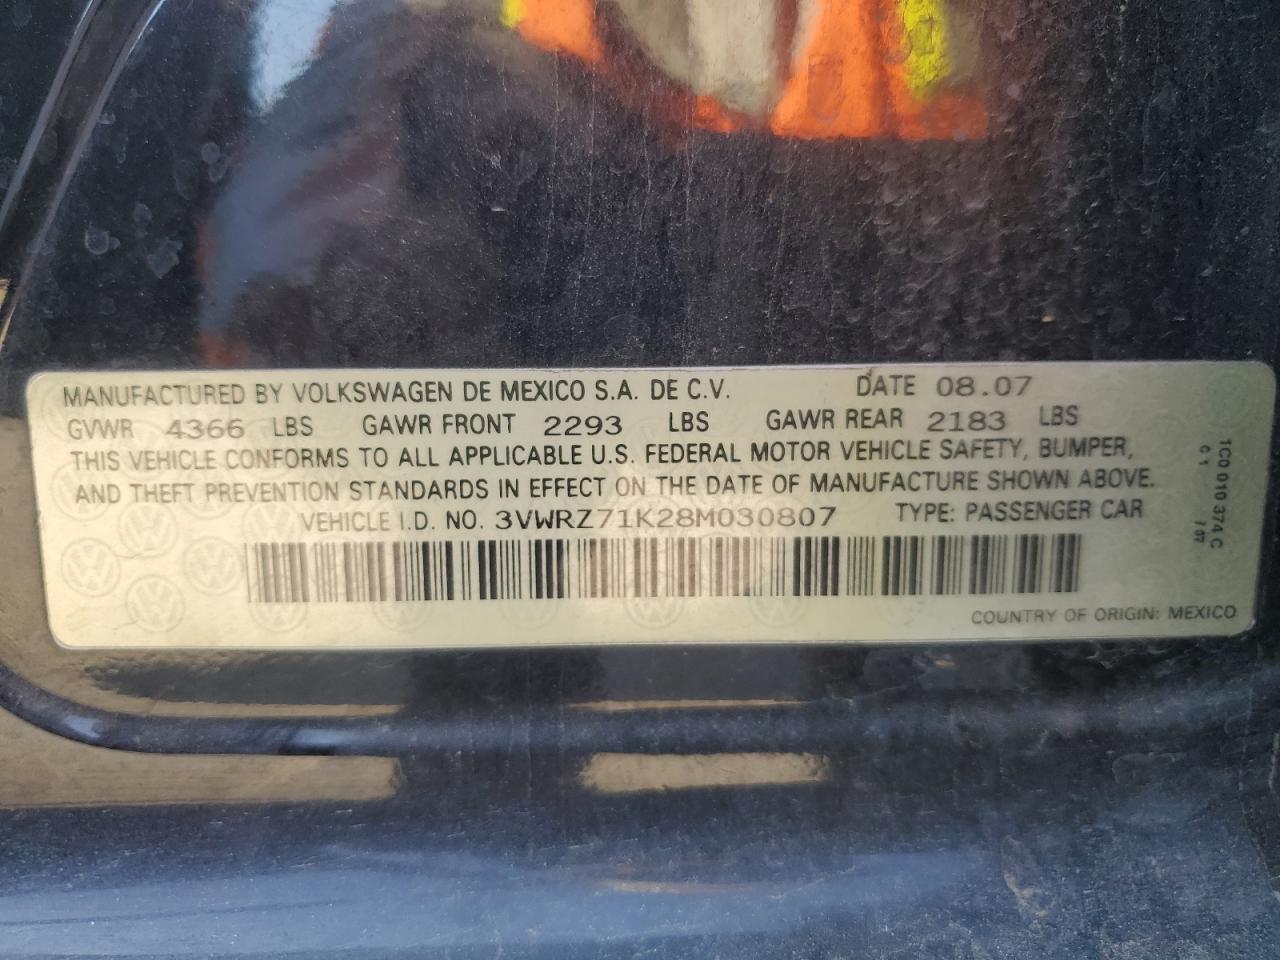 MANUFACTURED BY VOLKSWAGEN DE MEXICO S.A. DE C.V. DATE 08.07
GVWR 4366 LBS GAWR FRONT 2293 LBS GAWR REAR 2183 LBS
THIS VEHICLE CONFORMS TO ALL APPLICABLE U.S. FEDERAL MOTOR VEHICLE SAFETY, BUMPER,
AND THEFT PREVENTION STANDARDS IN EFFECT ON THE DATE OF MANUFACTURE SHOWN ABOVE.
VEHICLE I.D. NO. 3VWRZ71K28M030807 TYPE: PASSENGER CAR
COUNTRY OF ORIGIN: MEXICO
1C0 010 374 C